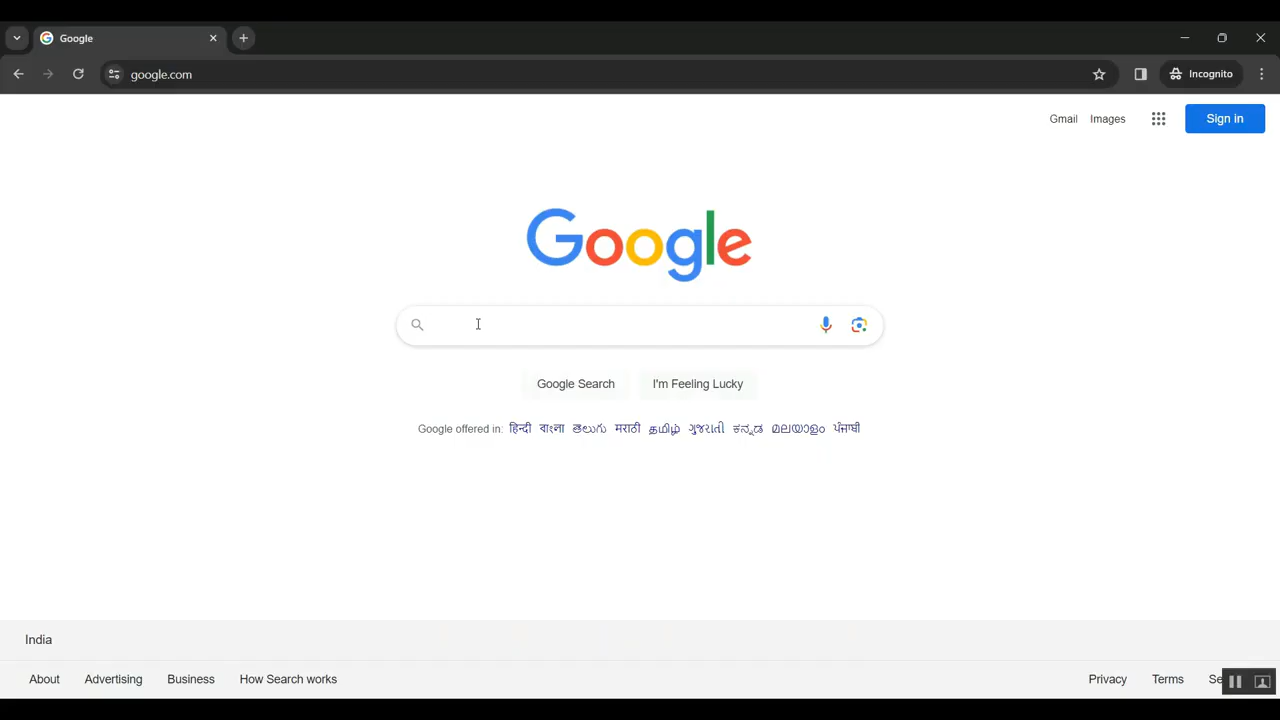 Google
google.com
Incognito
Gmail Images Sign in
Google
Google Search I'm Feeling Lucky
Google offered in: हिन्दी বাংলা తెలుగు मराठी தமிழ் ગુજરાતી ಕನ್ನಡ മലയാളം ਪੰਜਾਬੀ
India
About Advertising Business How Search works Privacy Terms Se